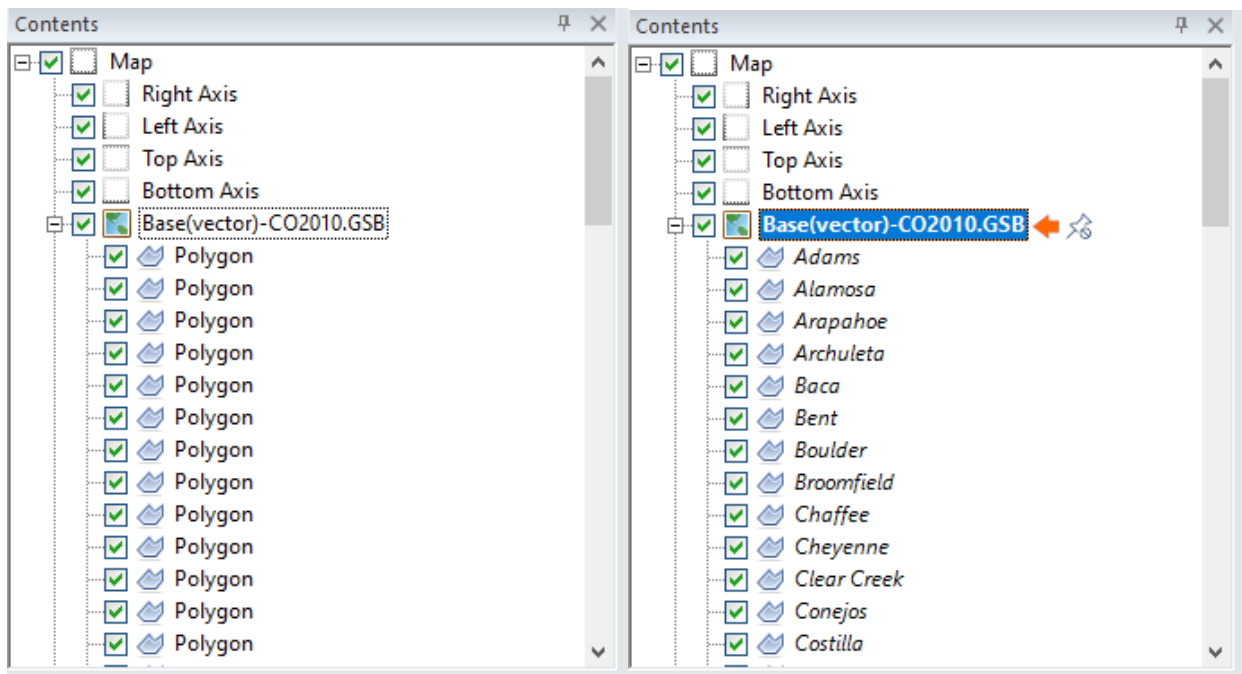 Contents
Map
Right Axis
Left Axis
Top Axis
Bottom Axis
Base(vector)-CO2010.GSB
Polygon
Polygon
Polygon
Polygon
Polygon
Polygon
Polygon
Polygon
Polygon
Polygon
Polygon
Polygon
Polygon
Contents
Map
Right Axis
Left Axis
Top Axis
Bottom Axis
Base(vector)-CO2010.GSB
Adams
Alamosa
Arapahoe
Archuleta
Baca
Bent
Boulder
Broomfield
Chaffee
Cheyenne
Clear Creek
Conejos
Costilla